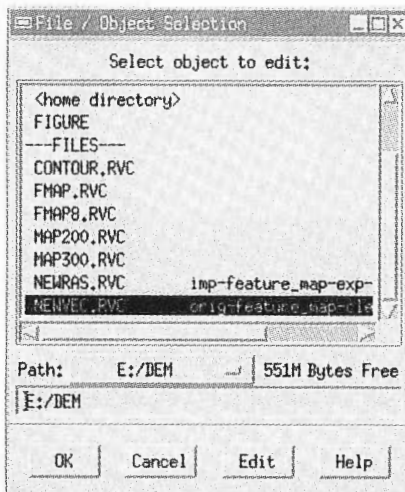 File / Object Selection
Select object to edit:
<home directory>
FIGURE
---FILES---
CONTOUR.RVC
FMAP.RVC
FMAP8.RVC
MAP200.RVC
MAP300.RVC
NEWRAS.RVC imp-feature_map-exp-
NEWVEC.RVC orig-feature_map-cle
Path: E:/DEM 551M Bytes Free
E:/DEM
OK Cancel Edit Help